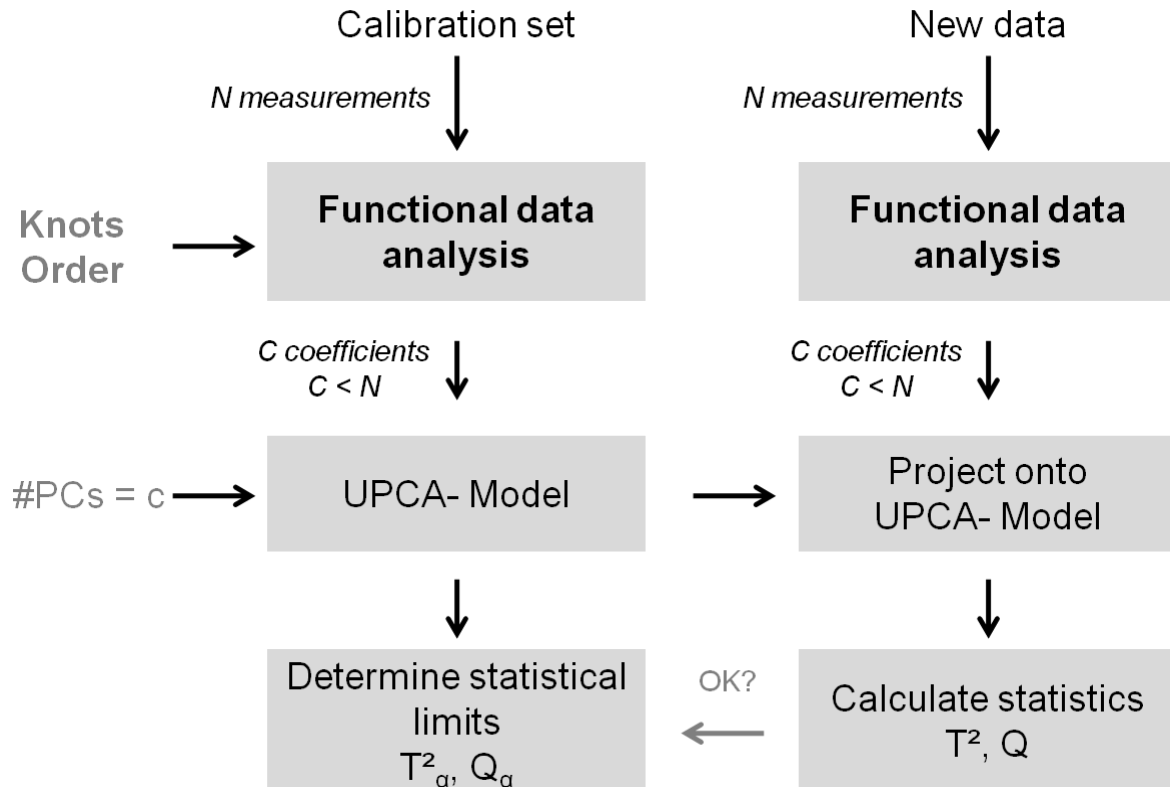 Calibration set
New data
N measurements
N measurements
Knots
Order
Functional data
analysis
Functional data
analysis
C coefficients
C < N
C coefficients
C < N
#PCs = c
UPCA- Model
Project onto
UPCA- Model
Determine statistical
limits
T²α, Qα
OK?
Calculate statistics
T², Q